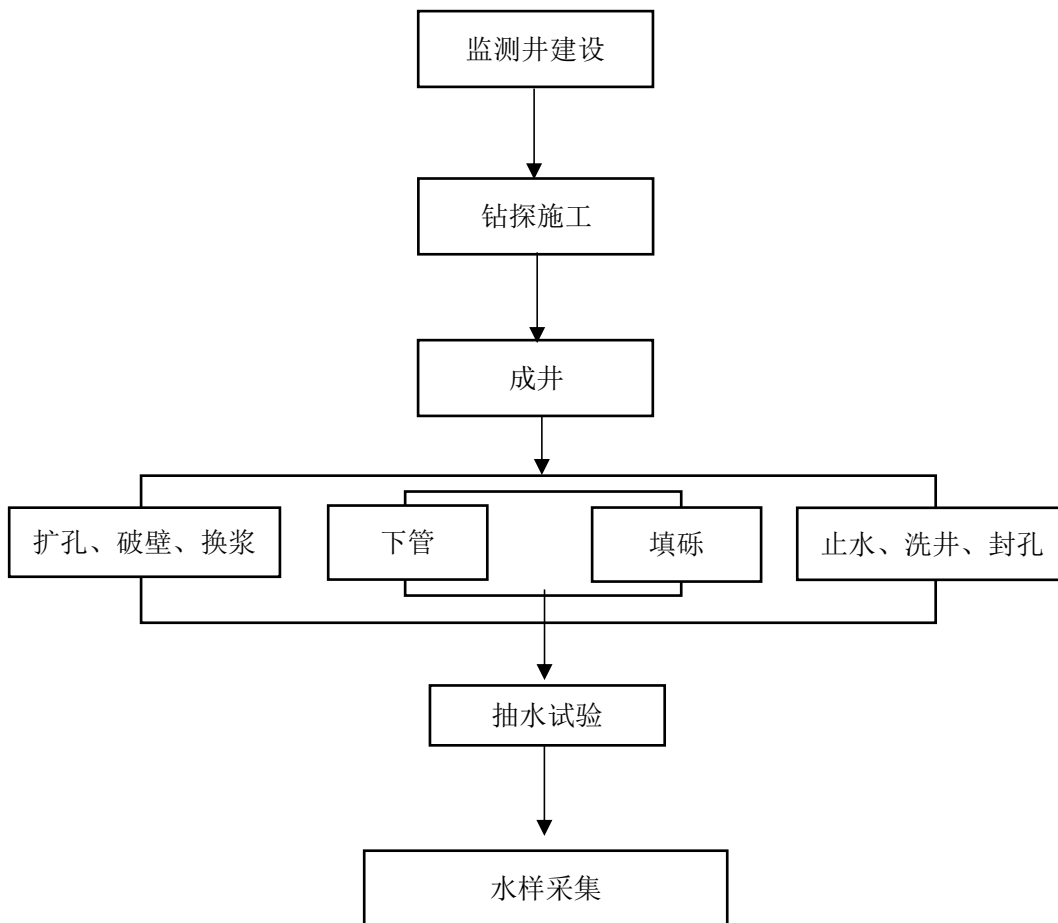 监测井建设
钻探施工
成井
扩孔、破壁、换浆
下管
填砾
止水、洗井、封孔
抽水试验
水样采集